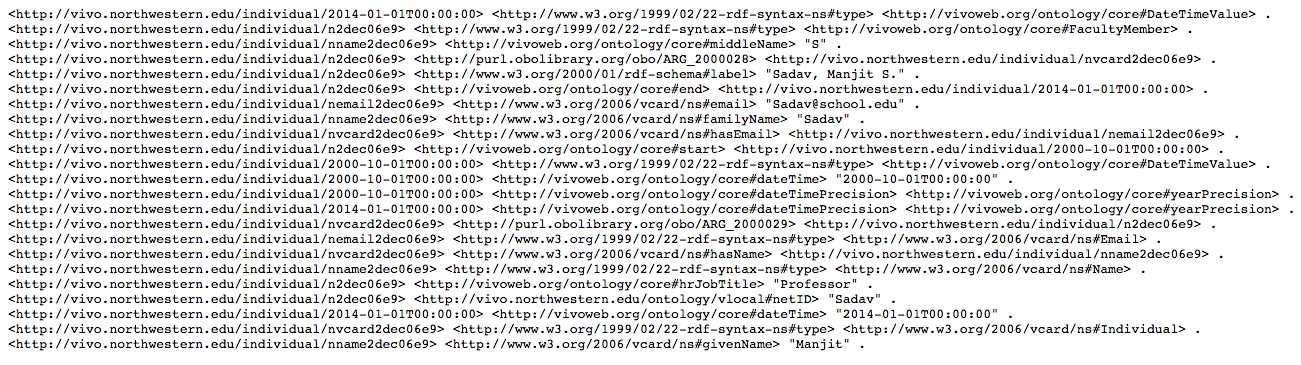 <http://vivo.northwestern.edu/individual/2014-01-01T00:00:00> <http://www.w3.org/1999/02/22-rdf-syntax-ns#type> <http://vivoweb.org/ontology/core#DateTimeValue> .
<http://vivo.northwestern.edu/individual/n2dec06e9> <http://www.w3.org/1999/02/22-rdf-syntax-ns#type> <http://vivoweb.org/ontology/core#FacultyMember> .
<http://vivo.northwestern.edu/individual/nname2dec06e9> <http://vivoweb.org/ontology/core#middleName> "S" .
<http://vivo.northwestern.edu/individual/n2dec06e9> <http://purl.obolibrary.org/obo/ARG_2000028> <http://vivo.northwestern.edu/individual/nvcard2dec06e9> .
<http://vivo.northwestern.edu/individual/n2dec06e9> <http://www.w3.org/2000/01/rdf-schema#label> "Sadav, Manjit S." .
<http://vivo.northwestern.edu/individual/n2dec06e9> <http://vivoweb.org/ontology/core#end> <http://vivo.northwestern.edu/individual/2014-01-01T00:00:00> .
<http://vivo.northwestern.edu/individual/nemail2dec06e9> <http://www.w3.org/2006/vcard/ns#email> "Sadav@school.edu" .
<http://vivo.northwestern.edu/individual/nname2dec06e9> <http://www.w3.org/2006/vcard/ns#familyName> "Sadav" .
<http://vivo.northwestern.edu/individual/nvcard2dec06e9> <http://www.w3.org/2006/vcard/ns#hasEmail> <http://vivo.northwestern.edu/individual/nemail2dec06e9> .
<http://vivo.northwestern.edu/individual/n2dec06e9> <http://vivoweb.org/ontology/core#start> <http://vivo.northwestern.edu/individual/2000-10-01T00:00:00> .
<http://vivo.northwestern.edu/individual/2000-10-01T00:00:00> <http://www.w3.org/1999/02/22-rdf-syntax-ns#type> <http://vivoweb.org/ontology/core#DateTimeValue> .
<http://vivo.northwestern.edu/individual/2000-10-01T00:00:00> <http://vivoweb.org/ontology/core#dateTime> "2000-10-01T00:00:00" .
<http://vivo.northwestern.edu/individual/2000-10-01T00:00:00> <http://vivoweb.org/ontology/core#dateTimePrecision> <http://vivoweb.org/ontology/core#yearPrecision> .
<http://vivo.northwestern.edu/individual/2014-01-01T00:00:00> <http://vivoweb.org/ontology/core#dateTimePrecision> <http://vivoweb.org/ontology/core#yearPrecision> .
<http://vivo.northwestern.edu/individual/nvcard2dec06e9> <http://purl.obolibrary.org/obo/ARG_2000029> <http://vivo.northwestern.edu/individual/n2dec06e9> .
<http://vivo.northwestern.edu/individual/nemail2dec06e9> <http://www.w3.org/1999/02/22-rdf-syntax-ns#type> <http://www.w3.org/2006/vcard/ns#Email> .
<http://vivo.northwestern.edu/individual/nvcard2dec06e9> <http://www.w3.org/2006/vcard/ns#hasName> <http://vivo.northwestern.edu/individual/nname2dec06e9> .
<http://vivo.northwestern.edu/individual/nname2dec06e9> <http://www.w3.org/1999/02/22-rdf-syntax-ns#type> <http://www.w3.org/2006/vcard/ns#Name> .
<http://vivo.northwestern.edu/individual/n2dec06e9> <http://vivoweb.org/ontology/core#hrJobTitle> "Professor" .
<http://vivo.northwestern.edu/individual/n2dec06e9> <http://vivo.northwestern.edu/ontology/vlocal#netID> "Sadav" .
<http://vivo.northwestern.edu/individual/2014-01-01T00:00:00> <http://vivoweb.org/ontology/core#dateTime> "2014-01-01T00:00:00" .
<http://vivo.northwestern.edu/individual/nvcard2dec06e9> <http://www.w3.org/1999/02/22-rdf-syntax-ns#type> <http://www.w3.org/2006/vcard/ns#Individual> .
<http://vivo.northwestern.edu/individual/nname2dec06e9> <http://www.w3.org/2006/vcard/ns#givenName> "Manjit" .